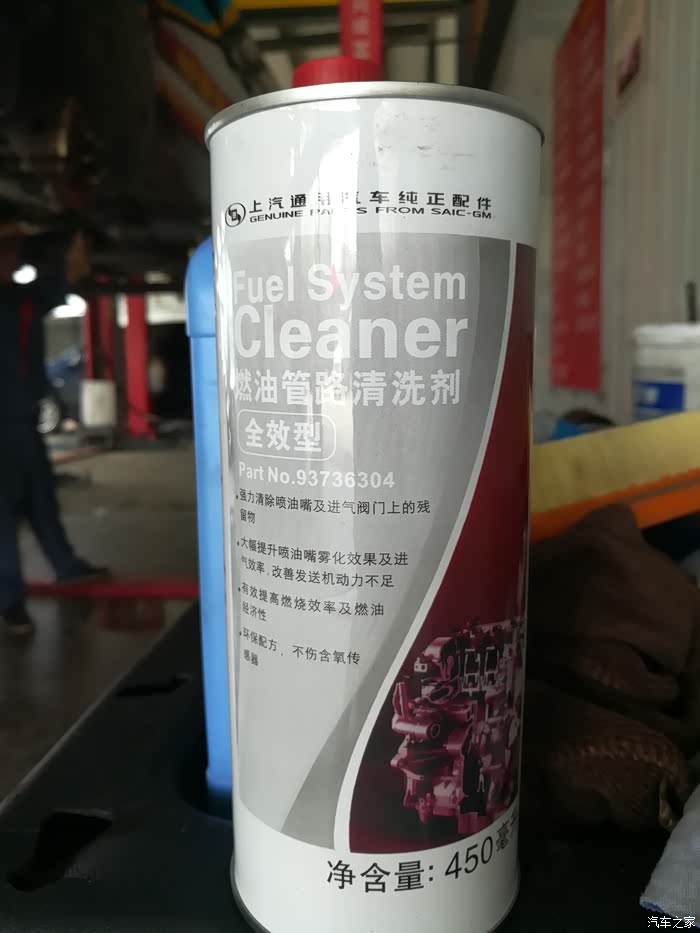 上汽通用汽车纯正配件
GENUINE PARTS FROM SAIC-GM
Fuel System
Cleaner
燃油管路清洗剂
全效型
Part No.93736304
•强力清除喷油嘴及进气阀门上的残
留物
•大幅提升喷油嘴雾化效果及进
气效率,改善发送机动力不足
•有效提高燃烧效率及燃油
经济性
•环保配方，不伤含氧传
感器
净含量:450毫升
汽车之家